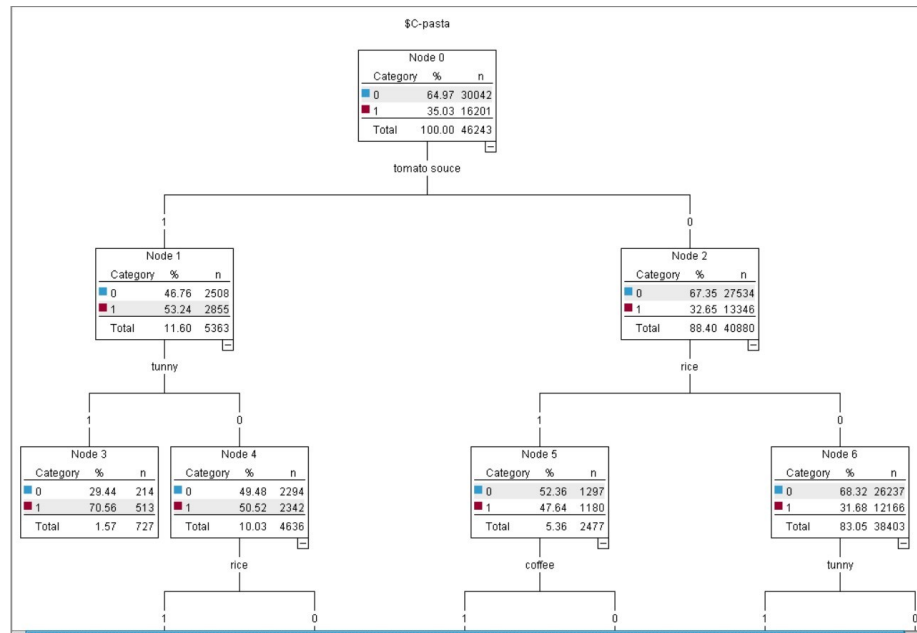 $C-pasta
Node 0
Category % n
0 64.97 30042
1 35.03 16201
Total 100.00 46243
tomato souce
1 0
Node 1
Category % n
0 46.76 2508
1 53.24 2855
Total 11.60 5363
Node 2
Category % n
0 67.35 27534
1 32.65 13346
Total 88.40 40880
tunny
rice
1 0 1 0
Node 3
Category % n
0 29.44 214
1 70.56 513
Total 1.57 727
Node 4
Category % n
0 49.48 2294
1 50.52 2342
Total 10.03 4636
Node 5
Category % n
0 52.36 1297
1 47.64 1180
Total 5.36 2477
Node 6
Category % n
0 68.32 26237
1 31.68 12166
Total 83.05 38403
rice
coffee
tunny
1 0 1 0 1 0